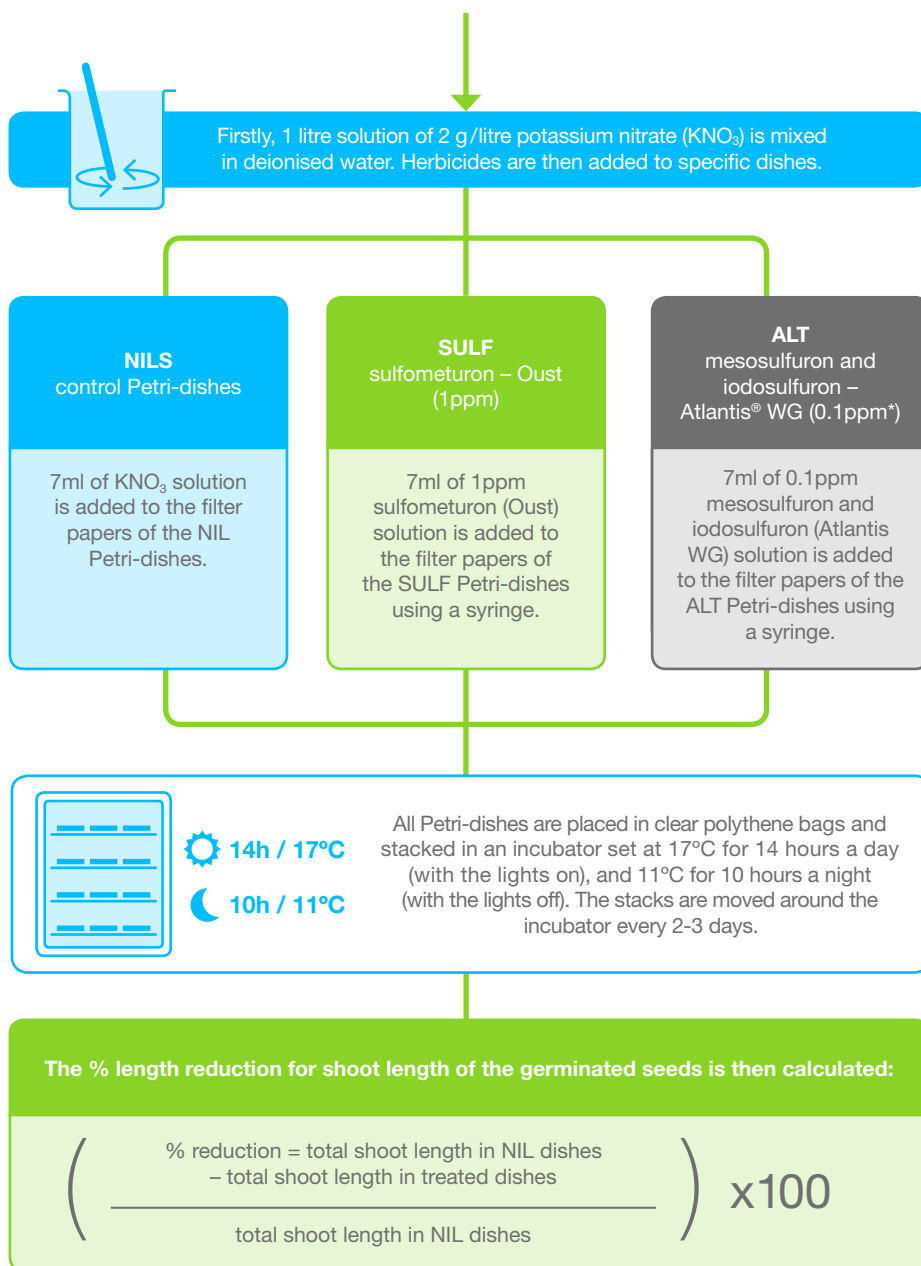 Firstly, 1 litre solution of 2 g/litre potassium nitrate (KNO₃) is mixed
in deionised water. Herbicides are then added to specific dishes.
NILS
control Petri-dishes
7ml of KNO₃ solution
is added to the filter
papers of the NIL
Petri-dishes.
SULF
sulfometuron – Oust
(1ppm)
7ml of 1ppm
sulfometuron (Oust)
solution is added to
the filter papers of
the SULF Petri-dishes
using a syringe.
ALT
mesosulfuron and
iodosulfuron –
Atlantis® WG (0.1ppm*)
7ml of 0.1ppm
mesosulfuron and
iodosulfuron (Atlantis
WG) solution is added
to the filter papers of the
ALT Petri-dishes using
a syringe.
14h / 17ºC
10h / 11ºC
All Petri-dishes are placed in clear polythene bags and
stacked in an incubator set at 17ºC for 14 hours a day
(with the lights on), and 11ºC for 10 hours a night
(with the lights off). The stacks are moved around the
incubator every 2-3 days.
The % length reduction for shoot length of the germinated seeds is then calculated:
% reduction = total shoot length in NIL dishes
– total shoot length in treated dishes
total shoot length in NIL dishes
x100